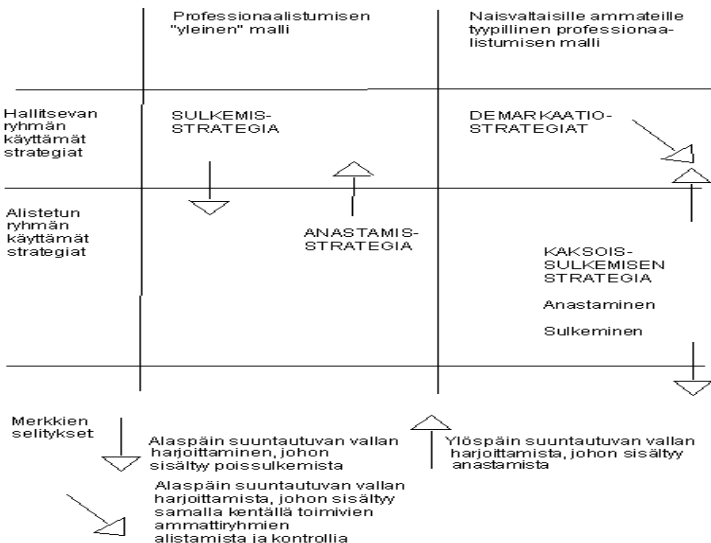 Professionaalistumisen
"yleinen" malli
Naisvaltaisille ammateille
tyypillinen professionaa-
listumisen malli
Hallitsevan
ryhmän
käyttämät
strategiat
SULKEMIS-
STRATEGIA
DEMARKAATIO-
STRATEGIAT
Alistetun
ryhmän
käyttämät
strategiat
ANASTAMIS-
STRATEGIA
KAKSOIS-
SULKEMISEN
STRATEGIA
Anastaminen
Sulkeminen
Merkkien
selitykset
Alaspäin suuntautuvan vallan
harjoittaminen, johon
sisältyy poissulkemista
Ylöspäin suuntautuvan vallan
harjoittamista, johon sisältyy
anastamista
Alaspäin suuntautuvan vallan
harjoittamista, johon sisältyy
samalla kentällä toimivien
ammattiryhmien
alistamista ja kontrollia